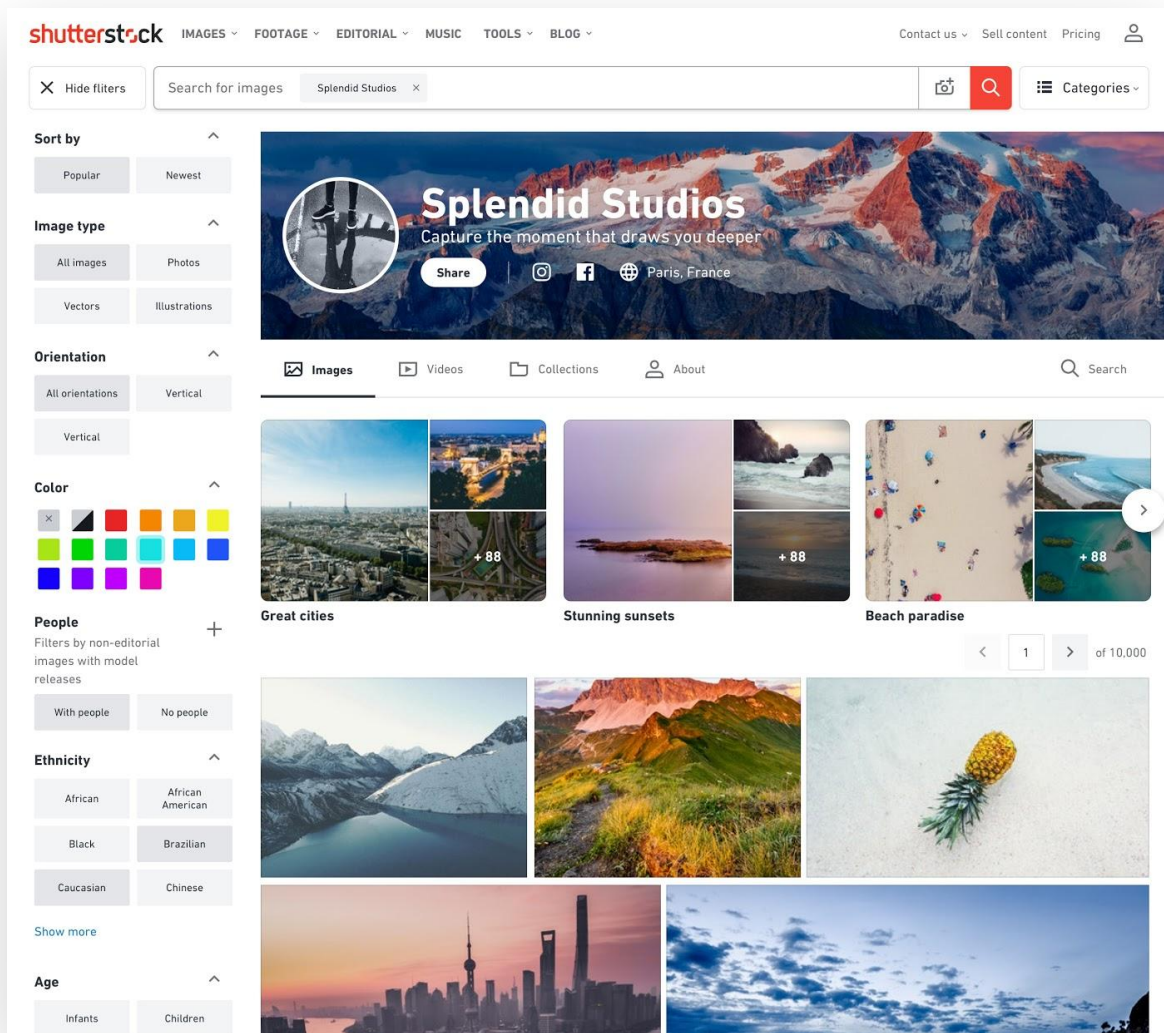 shutterstock IMAGES FOOTAGE EDITORIAL MUSIC TOOLS BLOG Contact us Sell content Pricing
Hide fliters Search for images Splendid Studios × Categories
Sort by
Popular Newest
Image type
All images Photos
Vectors Illustrations
Orientation
All orientations Vertical
Vertical
Color
People
Filters by non-editorial
images with model
releases
With people No people
Ethnicity
African African
American
Black Brazilian
Caucasian Chinese
Show more
Age
Infants Children
Splendid Studios
Capture the moment that draws you deeper
Share Paris, France
Images Videos Collections About Search
+ 88 + 88 + 88
Great cities Stunning sunsets Beach paradise
1 of 10,000